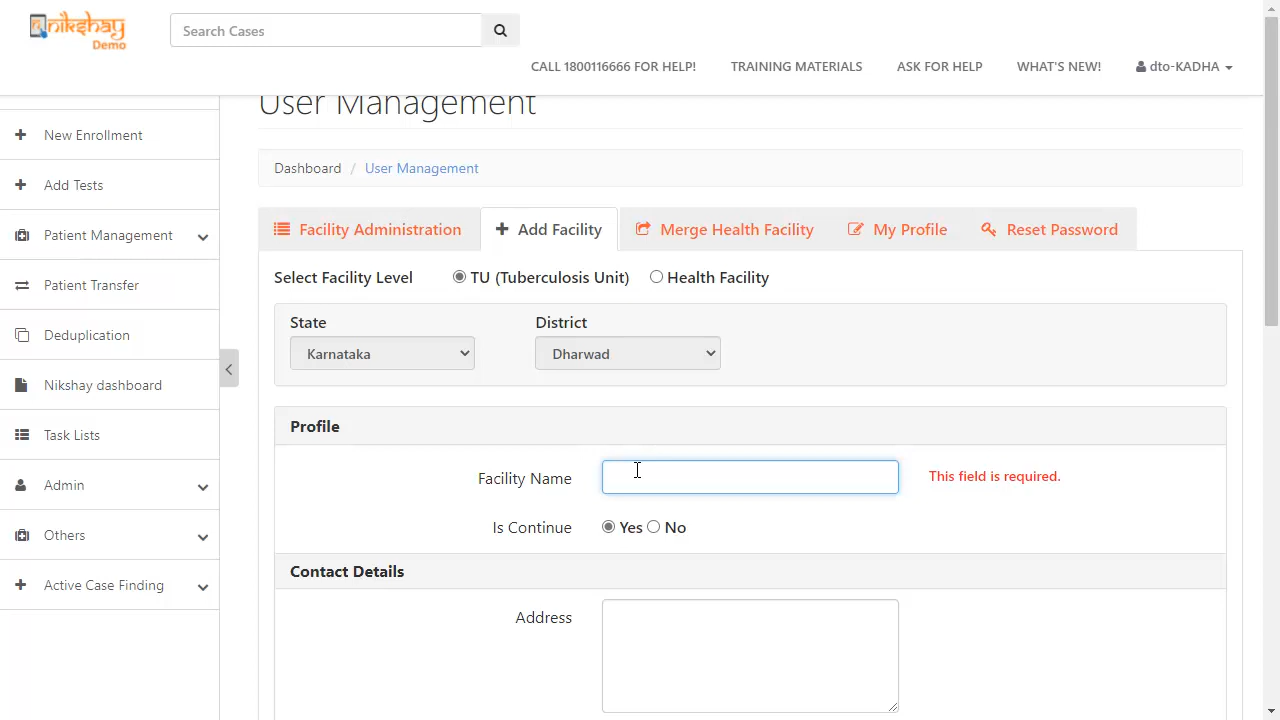 nikshay
Demo
Search Cases
CALL 1800116666 FOR HELP!
TRAINING MATERIALS
ASK FOR HELP
WHAT'S NEW!
dto-KADHA
New Enrollment
Add Tests
Patient Management
Patient Transfer
Deduplication
Nikshay dashboard
Task Lists
Admin
Others
Active Case Finding
User Management
Dashboard / User Management
Facility Administration
Add Facility
Merge Health Facility
My Profile
Reset Password
Select Facility Level TU (Tuberculosis Unit) Health Facility
State District
Karnataka Dharwad
Profile
Facility Name This field is required.
Is Continue Yes No
Contact Details
Address